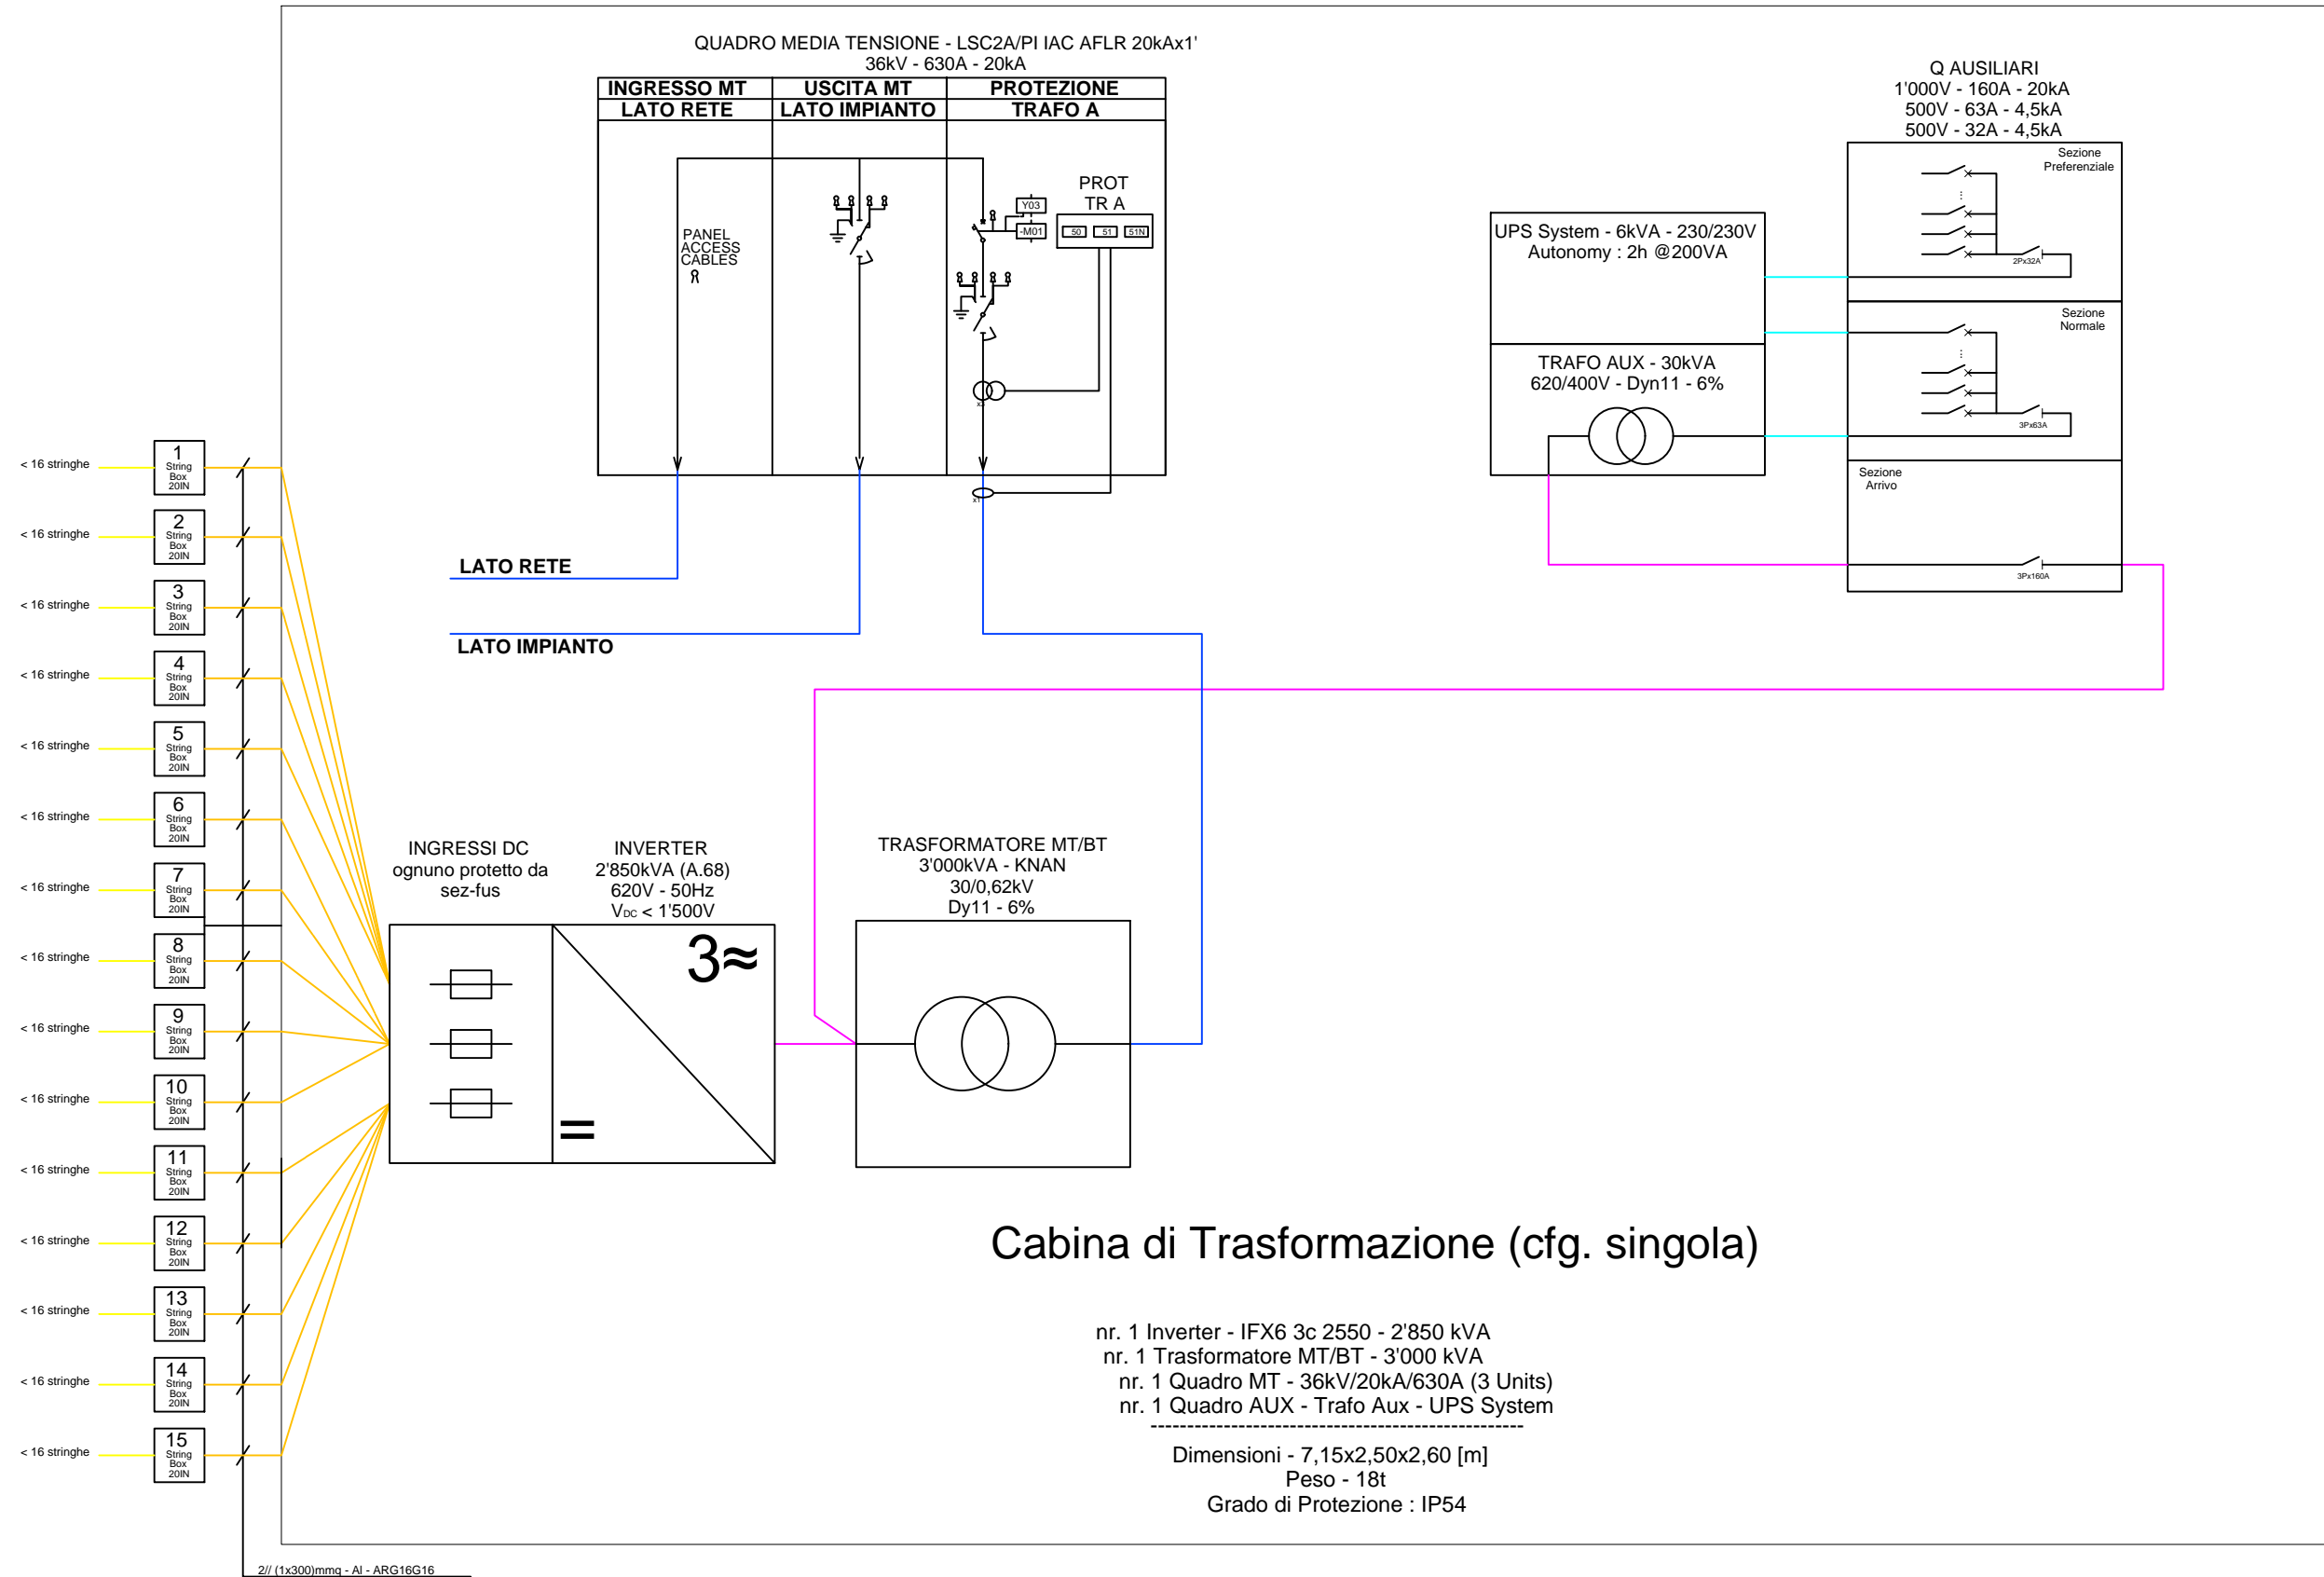 QUADRO MEDIA TENSIONE - LSC2A/PI IAC AFLR 20kAx1'
36kV - 630A - 20kA
INGRESSO MT
LATO RETE
USCITA MT
LATO IMPIANTO
PROTEZIONE
TRAFO A
PANEL
ACCESS
CABLES
Y03
-M01
PROT
TR A
50
51
51N
x3
x1
LATO RETE
LATO IMPIANTO
Q AUSILIARI
1'000V - 160A - 20kA
500V - 63A - 4,5kA
500V - 32A - 4,5kA
Sezione
Preferenziale
2Px32A
Sezione
Normale
3Px63A
Sezione
Arrivo
3Px160A
UPS System - 6kVA - 230/230V
Autonomy : 2h @200VA
TRAFO AUX - 30kVA
620/400V - Dyn11 - 6%
< 16 stringhe
1
String
Box
20IN
< 16 stringhe
2
String
Box
20IN
< 16 stringhe
3
String
Box
20IN
< 16 stringhe
4
String
Box
20IN
< 16 stringhe
5
String
Box
20IN
< 16 stringhe
6
String
Box
20IN
< 16 stringhe
7
String
Box
20IN
< 16 stringhe
8
String
Box
20IN
< 16 stringhe
9
String
Box
20IN
< 16 stringhe
10
String
Box
20IN
< 16 stringhe
11
String
Box
20IN
< 16 stringhe
12
String
Box
20IN
< 16 stringhe
13
String
Box
20IN
< 16 stringhe
14
String
Box
20IN
< 16 stringhe
15
String
Box
20IN
INGRESSI DC
ognuno protetto da
sez-fus
INVERTER
2'850kVA (A.68)
620V - 50Hz
VDC < 1'500V
3≈
=
TRASFORMATORE MT/BT
3'000kVA - KNAN
30/0,62kV
Dy11 - 6%
Cabina di Trasformazione (cfg. singola)
nr. 1 Inverter - IFX6 3c 2550 - 2'850 kVA
nr. 1 Trasformatore MT/BT - 3'000 kVA
nr. 1 Quadro MT - 36kV/20kA/630A (3 Units)
nr. 1 Quadro AUX - Trafo Aux - UPS System
----------------------------------------------------
Dimensioni - 7,15x2,50x2,60 [m]
Peso - 18t
Grado di Protezione : IP54
2// (1x300)mmq - Al - ARG16G16